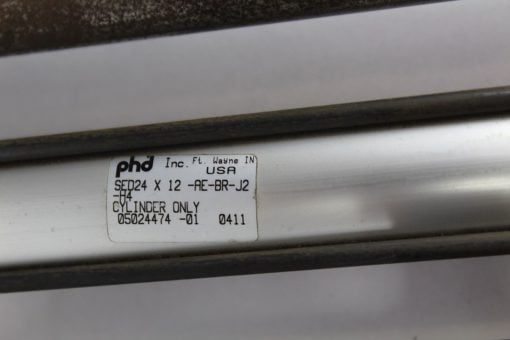 phd Inc. Ft. Wayne IN
USA
SED24 X 12 -AE-BR-J2
-H4
CYLINDER ONLY
05024474 -01 0411